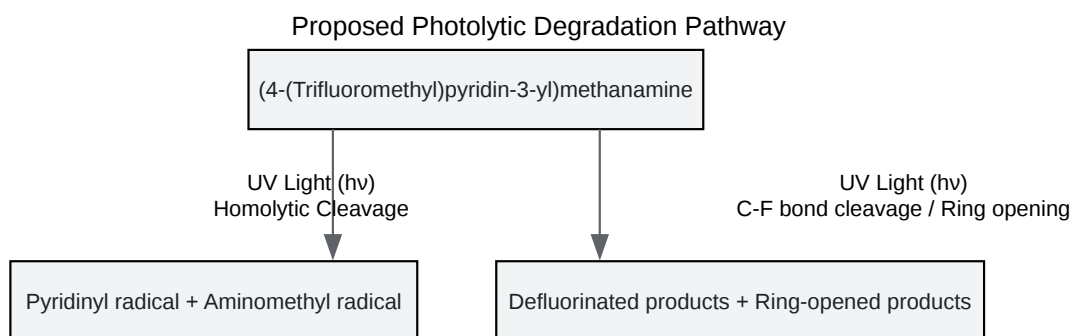 Proposed Photolytic Degradation Pathway
(4-(Trifluoromethyl)pyridin-3-yl)methanamine
UV Light (hν)
Homolytic Cleavage
UV Light (hν)
C-F bond cleavage / Ring opening
Pyridinyl radical + Aminomethyl radical
Defluorinated products + Ring-opened products